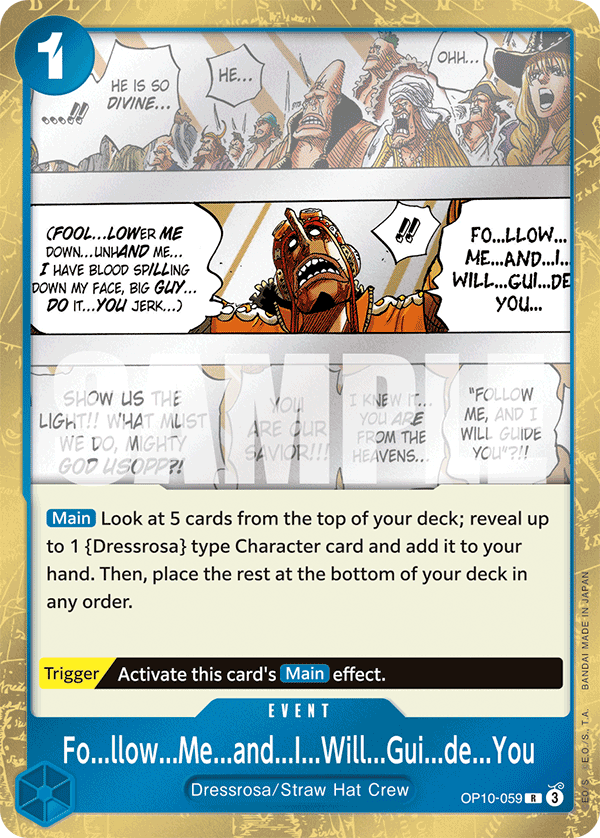 1
HE IS SO
DIVINE...
HE...
OHH...
....!!
(FOOL...LOWER ME
DOWN...UNHAND ME...
I HAVE BLOOD SPILLING
DOWN MY FACE, BIG GUY...
DO IT...YOU JERK...)
!!
FO...LLOW...
ME...AND...I...
WILL...GUI...DE
YOU...
SHOW US THE
LIGHT!! WHAT MUST
WE DO, MIGHTY
GOD USOPP?!
YOU
ARE OUR
SAVIOR!!!
I KNEW IT...
YOU ARE
FROM THE
HEAVENS...
"FOLLOW
ME, AND I
WILL GUIDE
YOU"?!!
SAMPLE
Main Look at 5 cards from the top of your deck; reveal up
to 1 {Dressrosa} type Character card and add it to your
hand. Then, place the rest at the bottom of your deck in
any order.
Trigger Activate this card's Main effect.
EVENT
Fo...llow...Me...and...I...Will...Gui...de...You
Dressrosa/Straw Hat Crew
OP10-059 R 3
BANDAI MADE IN JAPAN